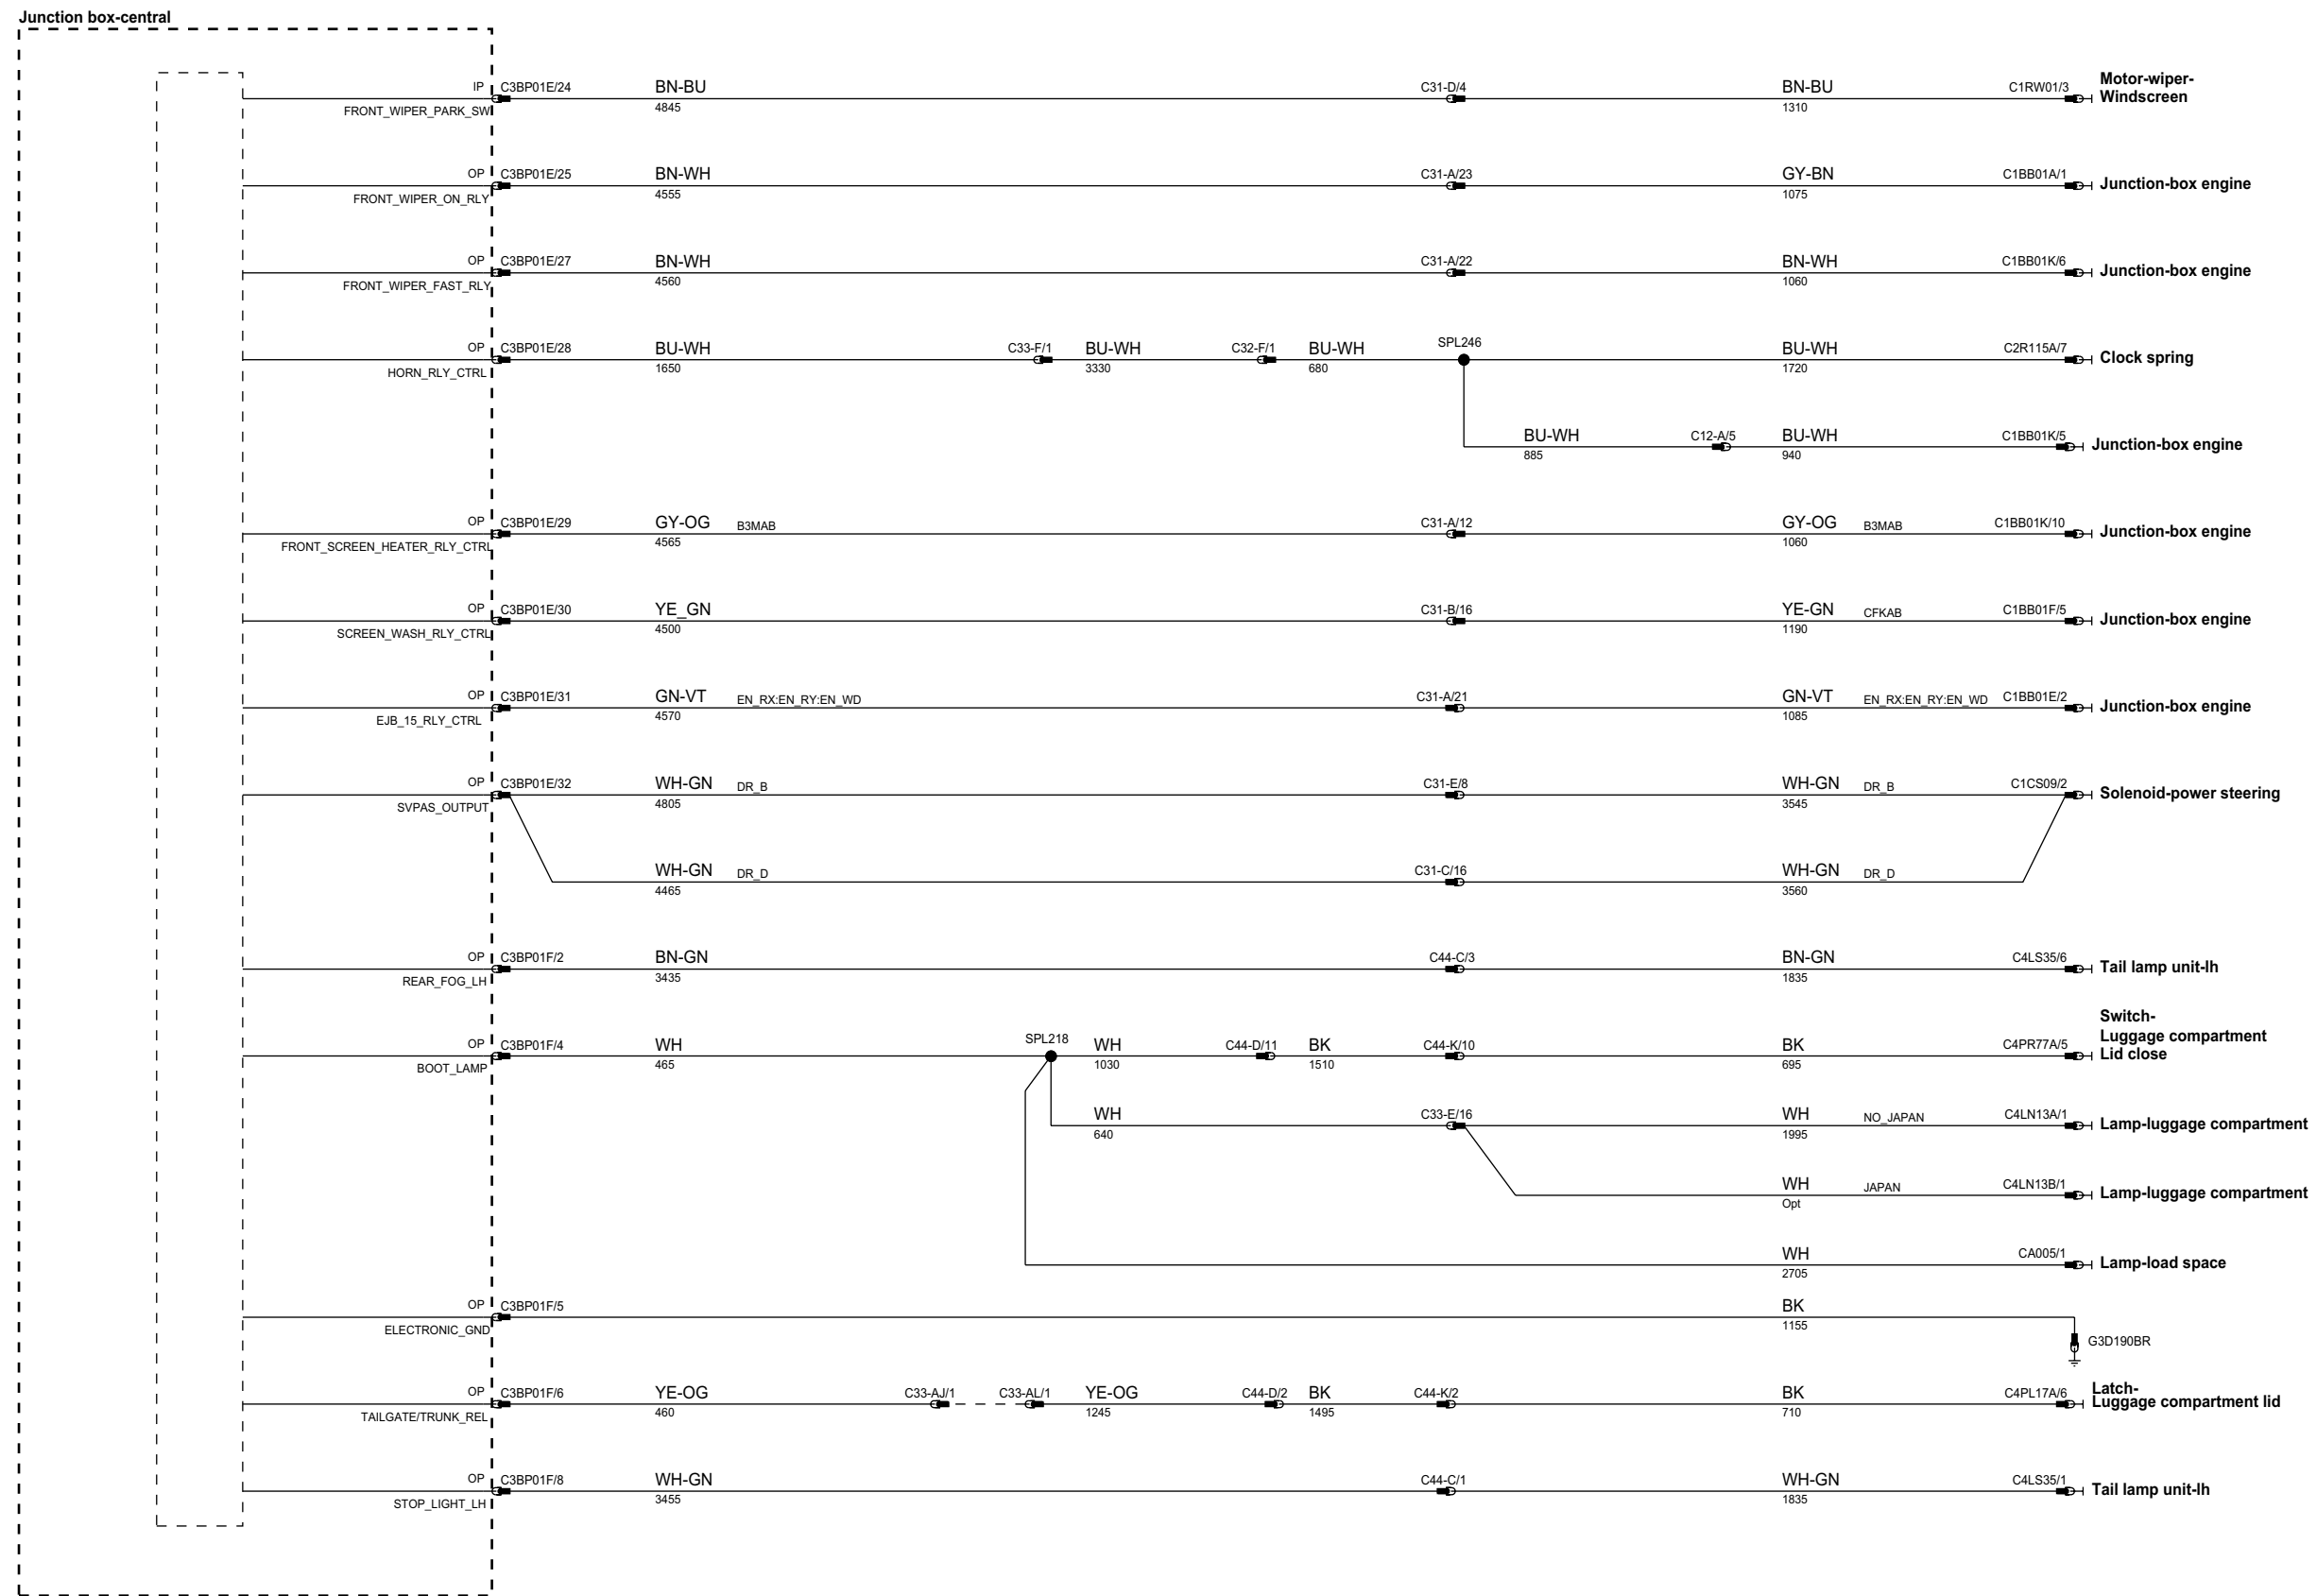 Junction box-central
IP C3BP01E/24 BN-BU C31-D/4 BN-BU C1RW01/3 Motor-wiper-
Windscreen
FRONT_WIPER_PARK_SW 4845 1310
OP C3BP01E/25 BN-WH C31-A/23 GY-BN C1BB01A/1 Junction-box engine
FRONT_WIPER_ON_RLY 4555 1075
OP C3BP01E/27 BN-WH C31-A/22 BN-WH C1BB01K/6 Junction-box engine
FRONT_WIPER_FAST_RLY 4560 1060
OP C3BP01E/28 BU-WH C33-F/1 BU-WH C32-F/1 BU-WH SPL246 BU-WH C2R115A/7 Clock spring
HORN_RLY_CTRL 1650 3330 680 1720
BU-WH C12-A/5 BU-WH C1BB01K/5 Junction-box engine
885 940
OP C3BP01E/29 GY-OG B3MAB C31-A/12 GY-OG B3MAB C1BB01K/10 Junction-box engine
FRONT_SCREEN_HEATER_RLY_CTRL 4565 1060
OP C3BP01E/30 YE_GN C31-B/16 YE-GN CFKAB C1BB01F/5 Junction-box engine
SCREEN_WASH_RLY_CTRL 4500 1190
OP C3BP01E/31 GN-VT EN_RX:EN_RY:EN_WD C31-A/21 GN-VT EN_RX:EN_RY:EN_WD C1BB01E/2 Junction-box engine
EJB_15_RLY_CTRL 4570 1085
OP C3BP01E/32 WH-GN DR_B C31-E/8 WH-GN DR_B C1CS09/2 Solenoid-power steering
SVPAS_OUTPUT 4805 3545
WH-GN DR_D C31-C/16 WH-GN DR_D
4465 3560
OP C3BP01F/2 BN-GN C44-C/3 BN-GN C4LS35/6 Tail lamp unit-lh
REAR_FOG_LH 3435 1835
Switch-
Luggage compartment
OP C3BP01F/4 WH SPL218 WH C44-D/11 BK C44-K/10 BK C4PR77A/5 Lid close
BOOT_LAMP 465 1030 1510 695
WH C33-E/16 WH NO_JAPAN C4LN13A/1 Lamp-luggage compartment
640 1995
WH JAPAN C4LN13B/1 Lamp-luggage compartment
Opt
WH CA005/1 Lamp-load space
2705
OP C3BP01F/5 BK
ELECTRONIC_GND 1155
G3D190BR
OP C3BP01F/6 YE-OG C33-AJ/1 C33-AL/1 YE-OG C44-D/2 BK C44-K/2 BK C4PL17A/6 Latch-
Luggage compartment lid
TAILGATE/TRUNK_REL 460 1245 1495 710
OP C3BP01F/8 WH-GN C44-C/1 WH-GN C4LS35/1 Tail lamp unit-lh
STOP_LIGHT_LH 3455 1835